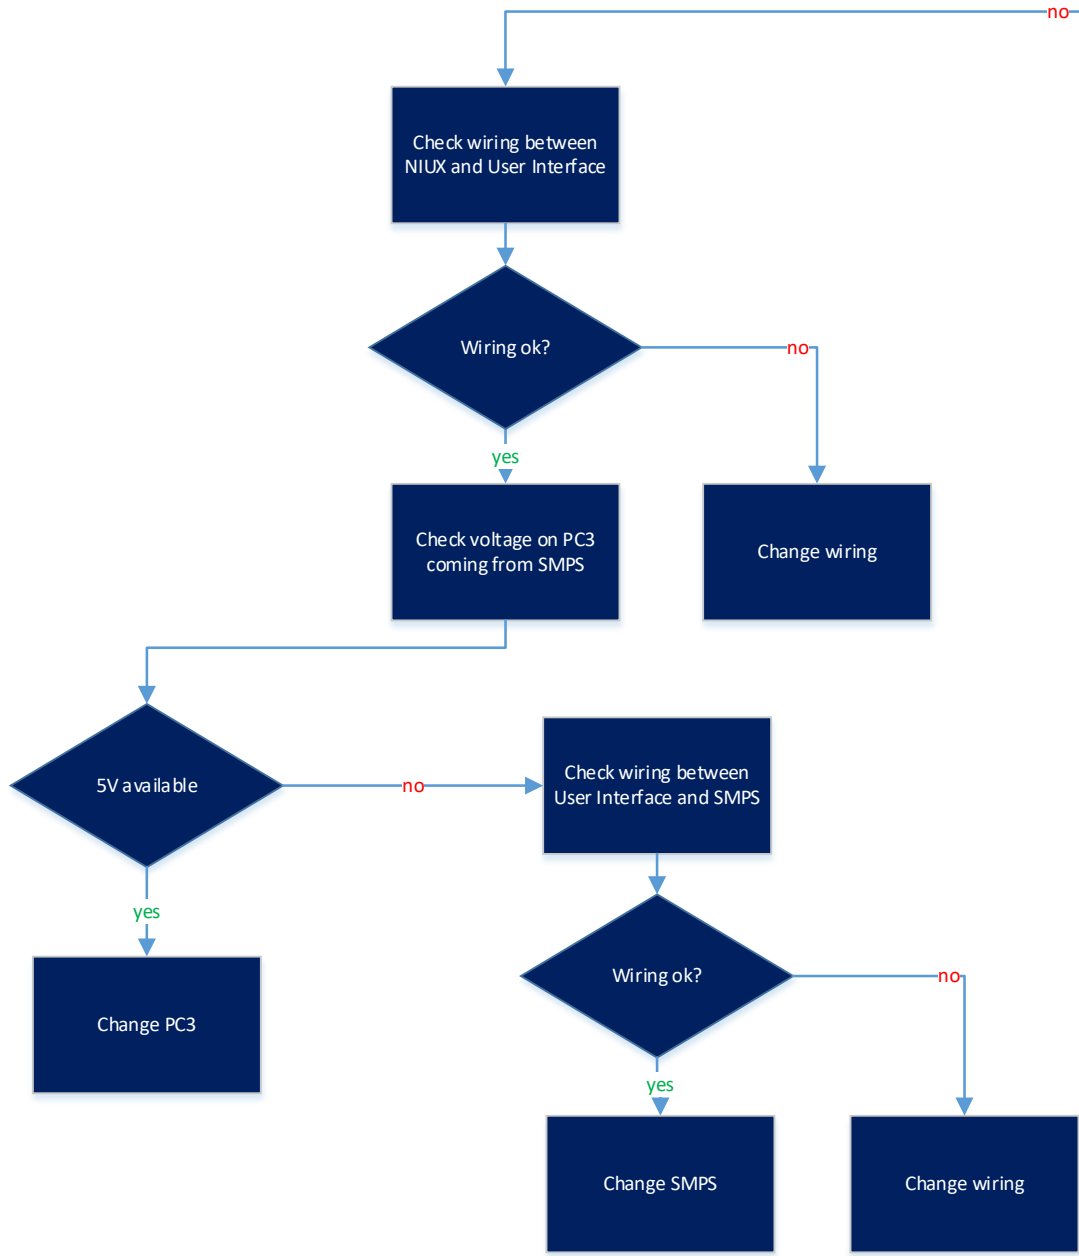 no
Check wiring between
NIUX and User Interface
Wiring ok?
no
yes
Check voltage on PC3
coming from SMPS
Change wiring
5V available
no
Check wiring between
User Interface and SMPS
yes
Wiring ok?
no
Change PC3
yes
Change SMPS
Change wiring